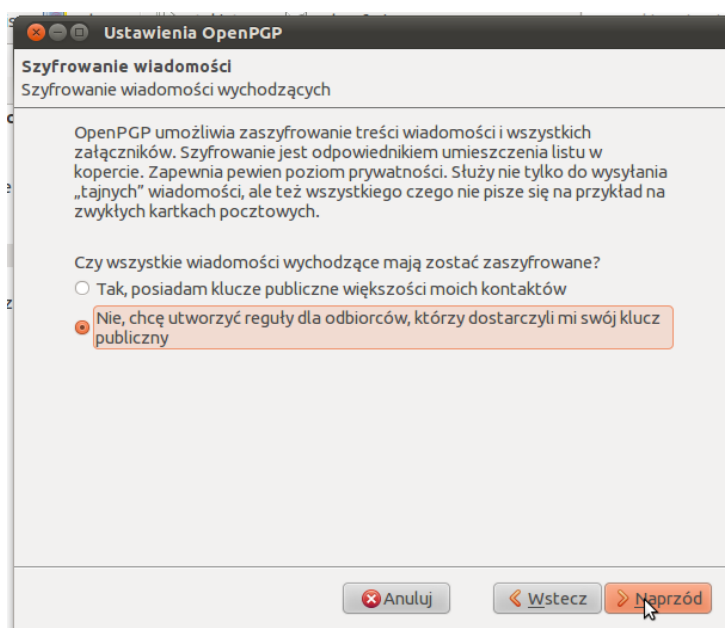 Ustawienia OpenPGP
Szyfrowanie wiadomości
Szyfrowanie wiadomości wychodzących
OpenPGP umożliwia zaszyfrowanie treści wiadomości i wszystkich
załączników. Szyfrowanie jest odpowiednikiem umieszczenia listu w
kopercie. Zapewnia pewien poziom prywatności. Służy nie tylko do wysyłania
„tajnych” wiadomości, ale też wszystkiego czego nie pisze się na przykład na
zwykłych kartkach pocztowych.
Czy wszystkie wiadomości wychodzące mają zostać zaszyfrowane?
Tak, posiadam klucze publiczne większości moich kontaktów
Nie, chcę utworzyć reguły dla odbiorców, którzy dostarczyli mi swój klucz
publiczny
Anuluj
Wstecz
Naprzód